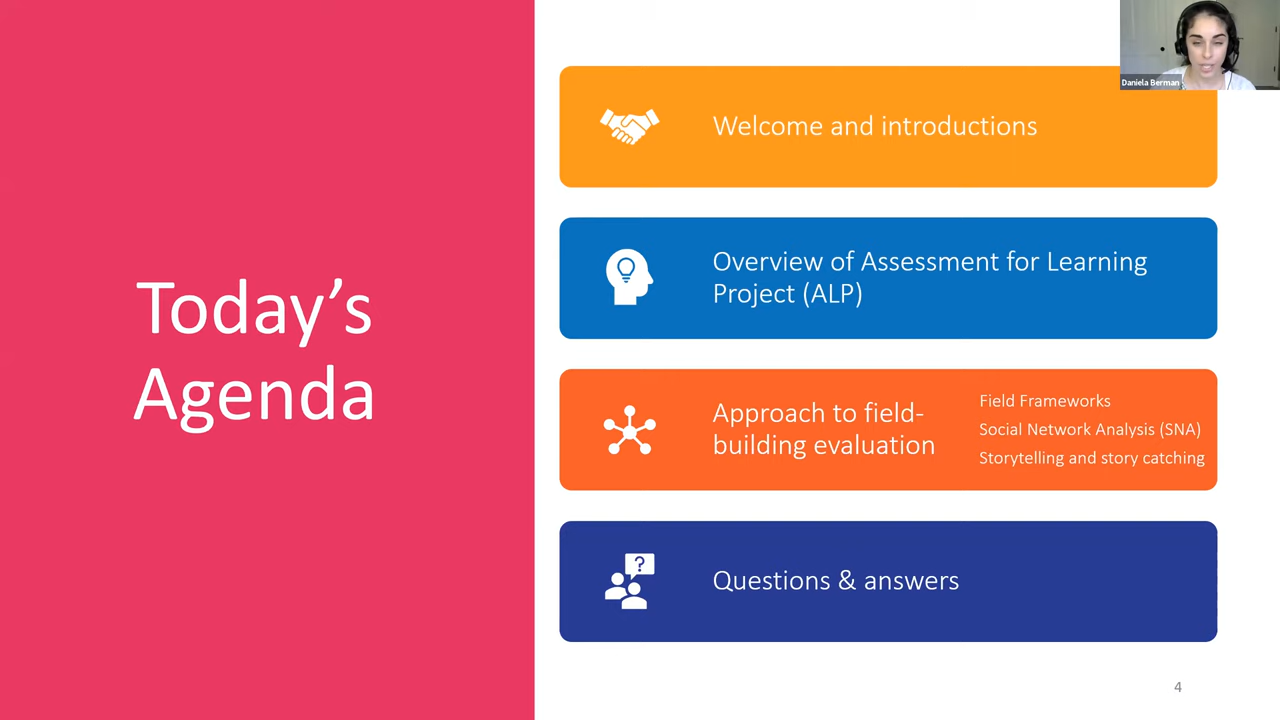 Today's
Agenda
Daniela Berman
Welcome and introductions
Overview of Assessment for Learning
Project (ALP)
Approach to field-
building evaluation
Field Frameworks
Social Network Analysis (SNA)
Storytelling and story catching
?
Questions & answers
4